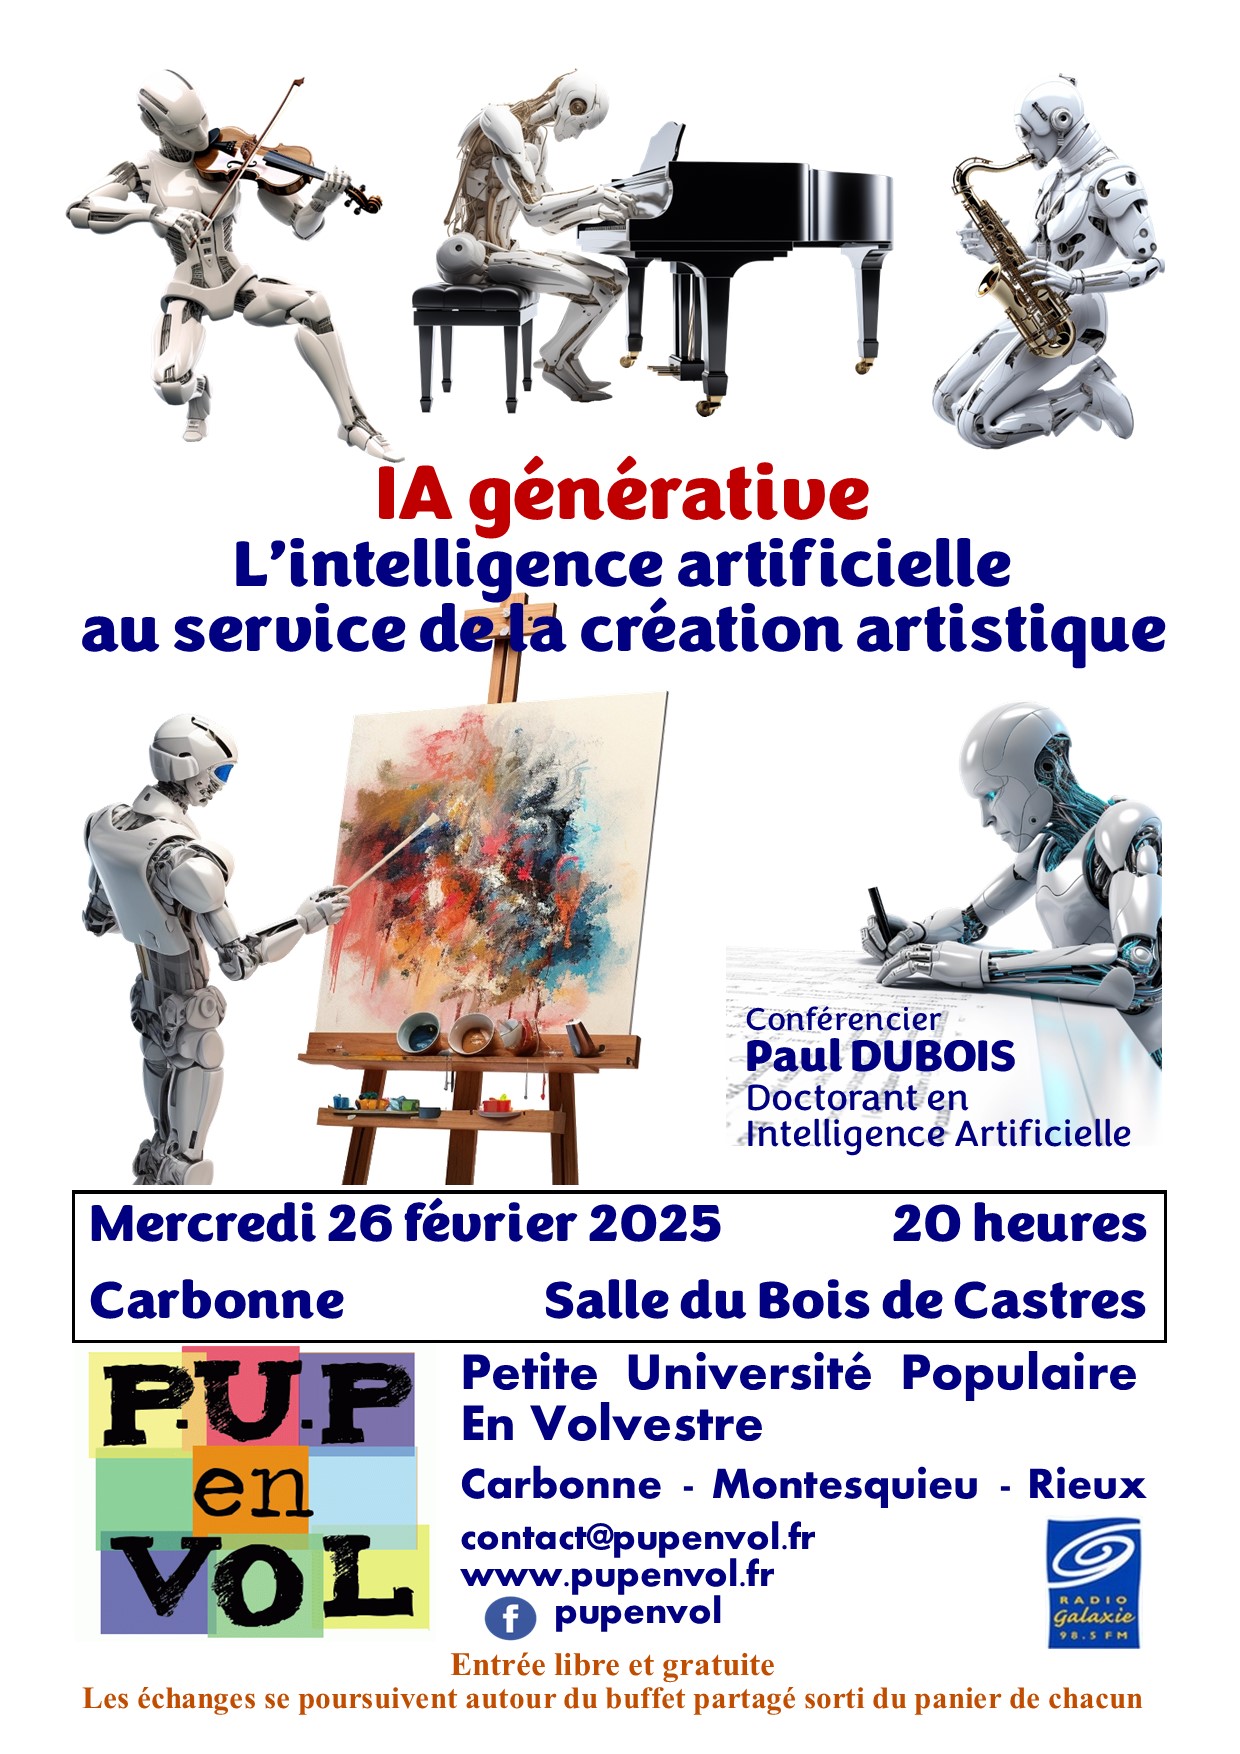 IA générative
L'intelligence artificielle
au service de la création artistique
Conférencier
Paul DUBOIS
Doctorant en
Intelligence Artificielle
Mercredi 26 février 2025 20 heures
Carbonne Salle du Bois de Castres
P.U.P
en
VOL
Petite Université Populaire
En Volvestre
Carbonne - Montesquieu - Rieux
contact@pupenvol.fr
www.pupenvol.fr
f pupenvol
RADIO
Galaxie
98.5 FM
Entrée libre et gratuite
Les échanges se poursuivent autour du buffet partagé sorti du panier de chacun